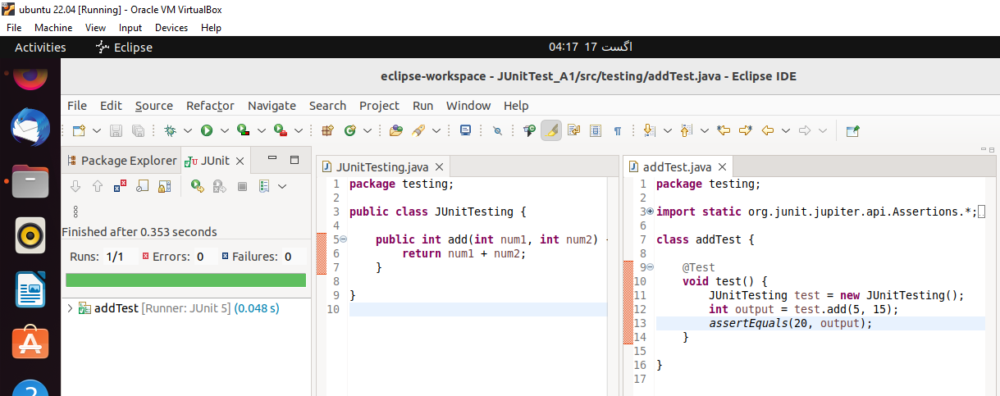 ubuntu 22.04 [Running] - Oracle VM VirtualBox
File Machine View Input Devices Help
Activities Eclipse 04:17 17 اگست
eclipse-workspace - JUnitTest_A1/src/testing/addTest.java - Eclipse IDE
File Edit Source Refactor Navigate Search Project Run Window Help
Package Explorer JUnit
Finished after 0.353 seconds
Runs: 1/1 Errors: 0 Failures: 0
addTest [Runner: JUnit 5] (0.048 s)
JUnitTesting.java
1 package testing;
2
3 public class JUnitTesting {
4
5 public int add(int num1, int num2)
6 return num1 + num2;
7 }
8
9 }
10
addTest.java
1 package testing;
2
3 import static org.junit.jupiter.api.Assertions.*;
6
7 class addTest {
8
9 @Test
10 void test() {
11 JUnitTesting test = new JUnitTesting();
12 int output = test.add(5, 15);
13 assertEquals(20, output);
14 }
15
16 }
17